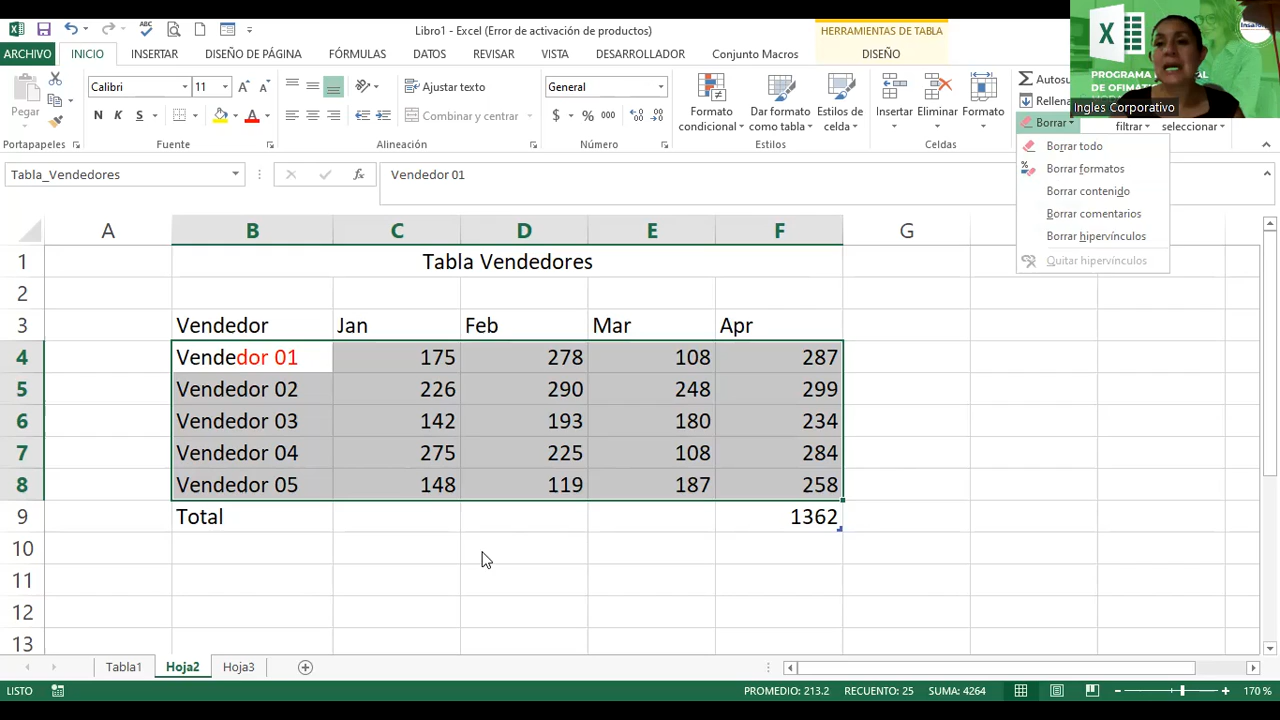 Libro1 - Excel (Error de activación de productos)
HERRAMIENTAS DE TABLA
ARCHIVO INICIO INSERTAR DISEÑO DE PÁGINA FÓRMULAS DATOS REVISAR VISTA DESARROLLADOR Conjunto Macros DISEÑO
PROGRAMA
DE OFIMATI
Ingles Corporativo
Pegar
Calibri 11
N K S
Ajustar texto
Combinar y centrar
General
$ % 000
Formato condicional
Dar formato como tabla
Estilos de celda
Insertar Eliminar Formato
Autosu
Rellena
Borrar
filtrar seleccionar
Portapapeles Fuente Alineación Número Estilos Celdas
Borrar todo
Borrar formatos
Borrar contenido
Borrar comentarios
Borrar hipervínculos
Quitar hipervínculos
Tabla_Vendedores fx Vendedor 01
A B C D E F G
1 Tabla Vendedores
2
3 Vendedor Jan Feb Mar Apr
4 Vendedor 01 175 278 108 287
5 Vendedor 02 226 290 248 299
6 Vendedor 03 142 193 180 234
7 Vendedor 04 275 225 108 284
8 Vendedor 05 148 119 187 258
9 Total 1362
10
11
12
13
Tabla1 Hoja2 Hoja3
LISTO PROMEDIO: 213.2 RECUENTO: 25 SUMA: 4264 170 %